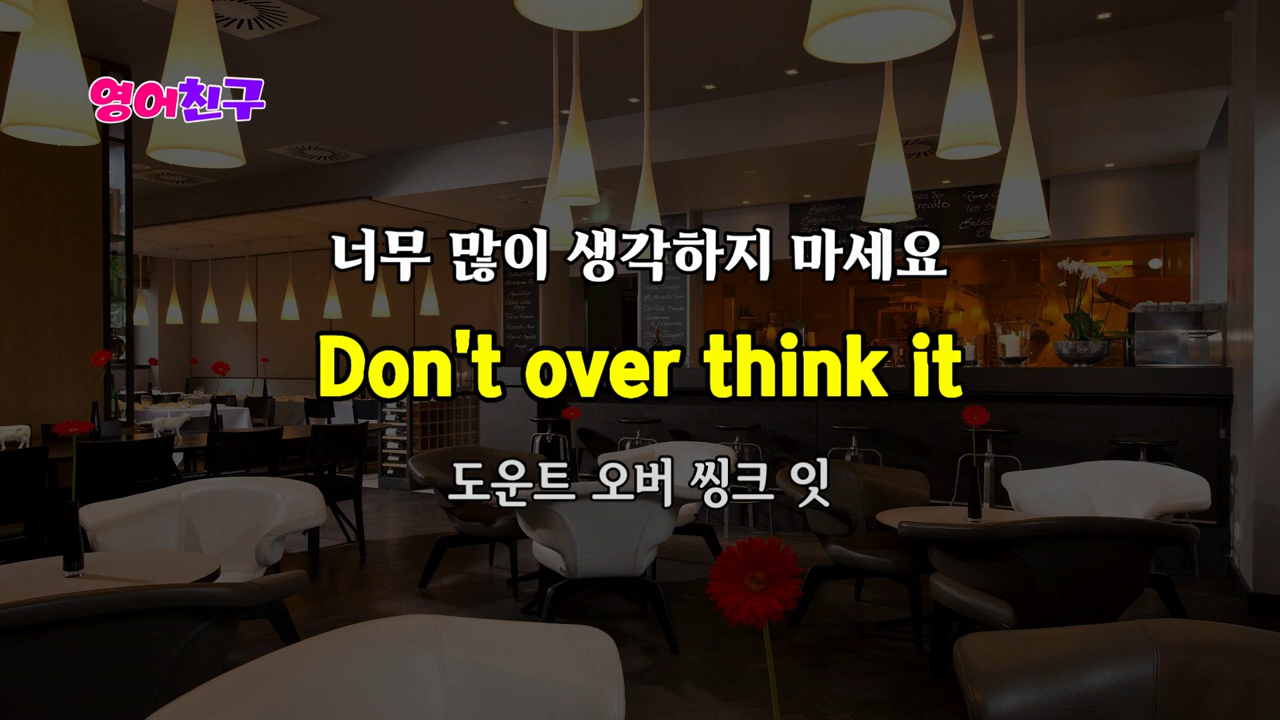 영어친구
너무 많이 생각하지 마세요
Don't over think it
도운트 오버 씽크 잇